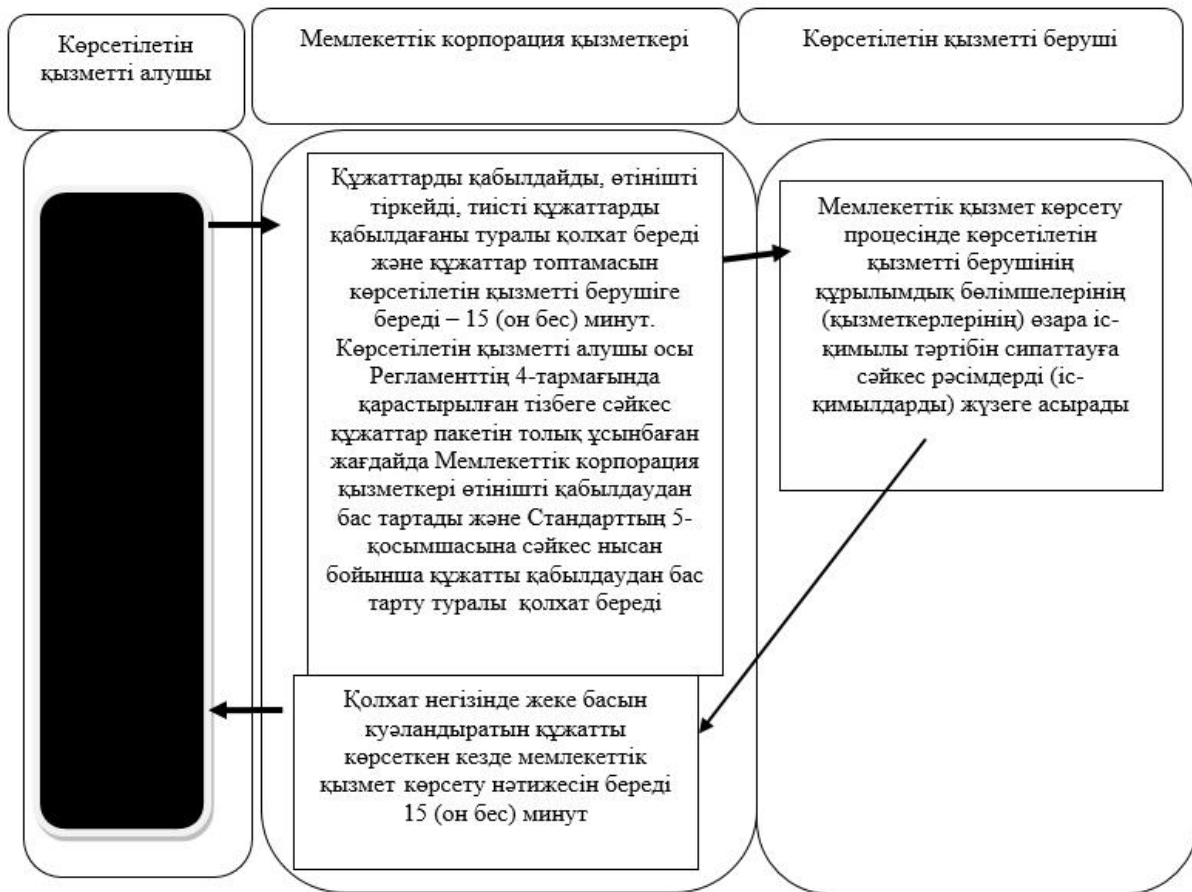 Көрсетілетін
қызметті алушы
Мемлекеттік корпорация қызметкері
Көрсетілетін қызметті беруші
Құжаттарды қабылдайды, өтінішті
тіркейді, тиісті құжаттарды
қабылдағаны туралы қолхат береді
және құжаттар топтамасын
көрсетілетін қызметті берушіге
береді – 15 (он бес) минут.
Көрсетілетін қызметті алушы осы
Регламенттің 4-тармағында
қарастырылған тізбеге сәйкес
құжаттар пакетін толық ұсынбаған
жағдайда Мемлекеттік корпорация
қызметкері өтінішті қабылдаудан
бас тартады және Стандарттың 5-
қосымшасына сәйкес нысан
бойынша құжатты қабылдаудан бас
тарту туралы қолхат береді
Мемлекеттік қызмет көрсету
процесінде көрсетілетін
қызметті берушінің
құрылымдық бөлімшелерінің
(қызметкерлерінің) өзара іс-
қимылы тәртібін сипаттауға
сәйкес рәсімдерді (іс-
қимылдарды) жүзеге асырады
Қолхат негізінде жеке басын
куәландыратын құжатты
көрсеткен кезде мемлекеттік
қызмет көрсету нәтижесін береді
15 (он бес) минут